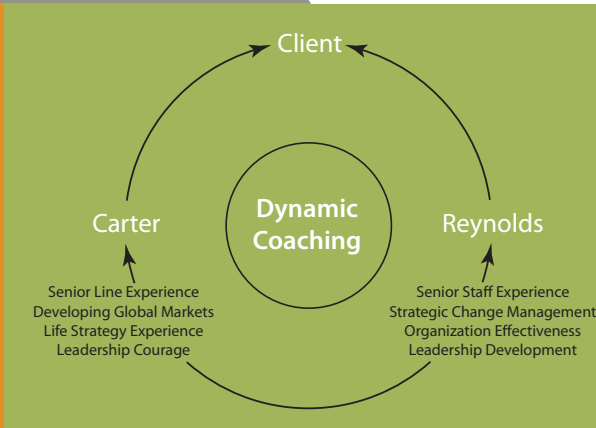 Client
Carter
Dynamic
Coaching
Reynolds
Senior Line Experience
Developing Global Markets
Life Strategy Experience
Leadership Courage
Senior Staff Experience
Strategic Change Management
Organization Effectiveness
Leadership Development